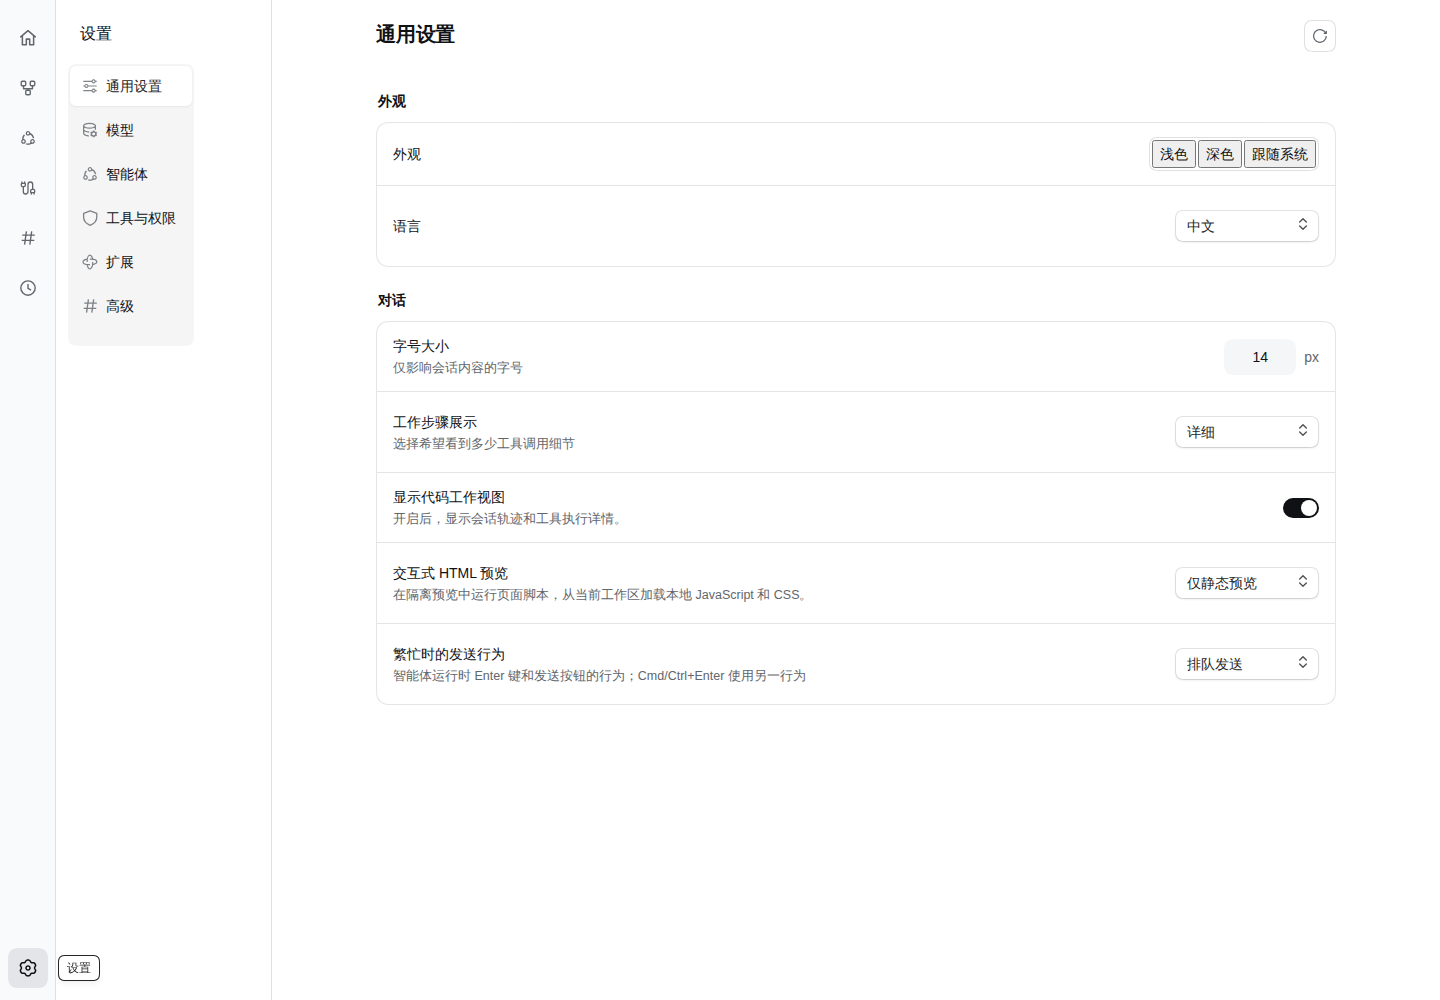 设置
通用设置
模型
智能体
工具与权限
扩展
高级
设置
通用设置
外观
外观
浅色 深色 跟随系统
语言
中文
对话
字号大小
仅影响会话内容的字号
14 px
工作步骤展示
选择希望看到多少工具调用细节
详细
显示代码工作视图
开启后，显示会话轨迹和工具执行详情。
交互式 HTML 预览
在隔离预览中运行页面脚本，从当前工作区加载本地 JavaScript 和 CSS。
仅静态预览
繁忙时的发送行为
智能体运行时 Enter 键和发送按钮的行为；Cmd/Ctrl+Enter 使用另一行为
排队发送